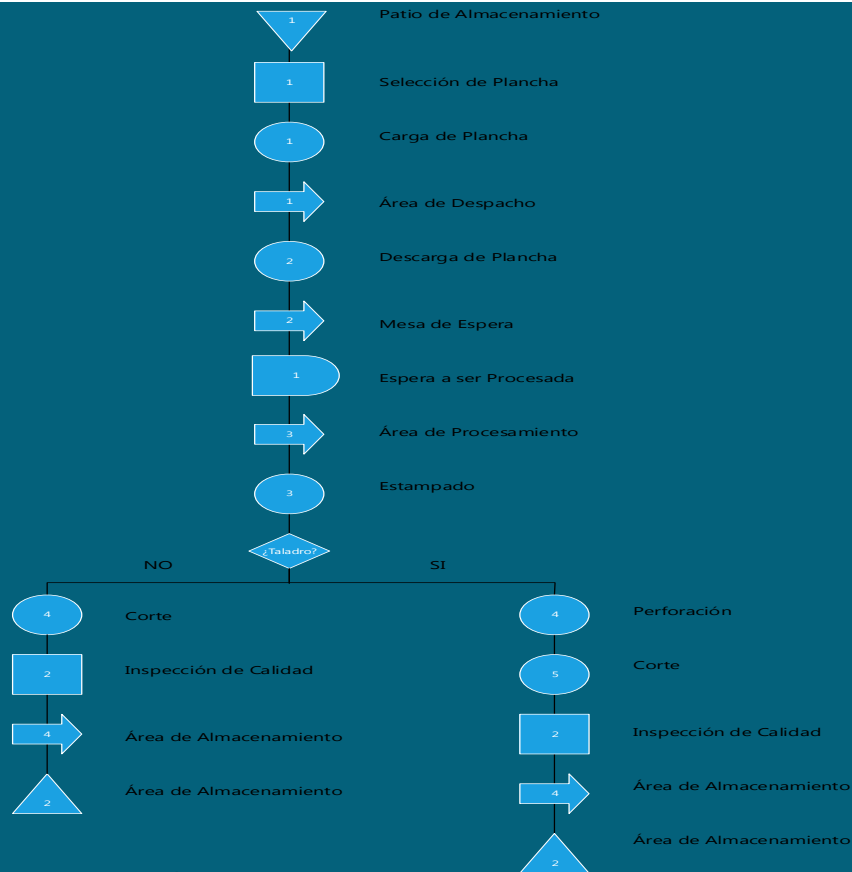 1 Patio de Almacenamiento
1 Selección de Plancha
1 Carga de Plancha
1 Área de Despacho
2 Descarga de Plancha
2 Mesa de Espera
1 Espera a ser Procesada
3 Área de Procesamiento
3 Estampado
¿Taladro?
NO
SI
4 Corte
2 Inspección de Calidad
4 Área de Almacenamiento
2 Área de Almacenamiento
4 Perforación
5 Corte
2 Inspección de Calidad
4 Área de Almacenamiento
2 Área de Almacenamiento